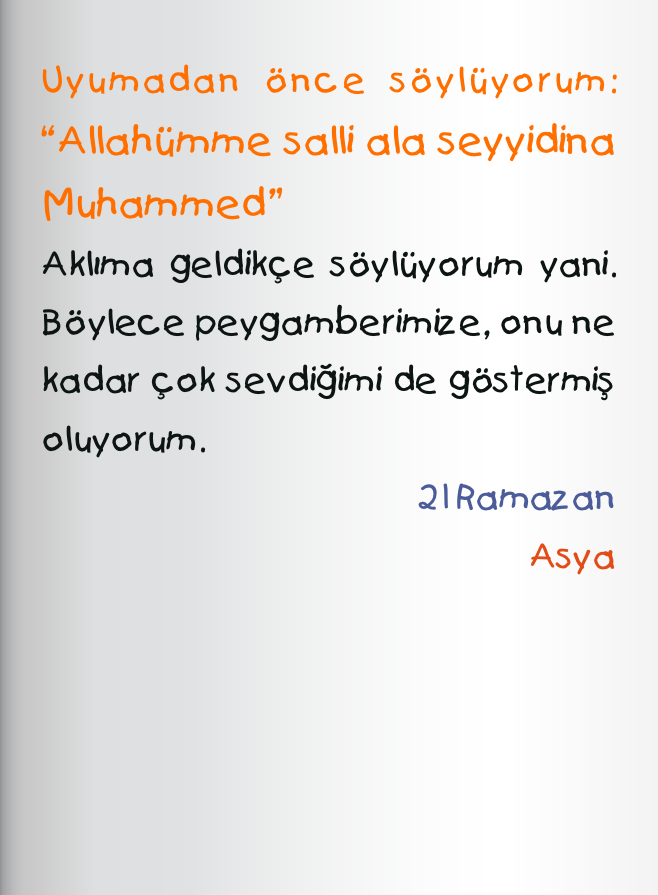 Uyumadan önce söylüyorum:
“Allahümme salli ala seyyidina
Muhammed”
Aklıma geldikçe söylüyorum yani.
Böylece peygamberimize, onu ne
kadar çok sevdiğimi de göstermiş
oluyorum.
21 Ramazan
Asya